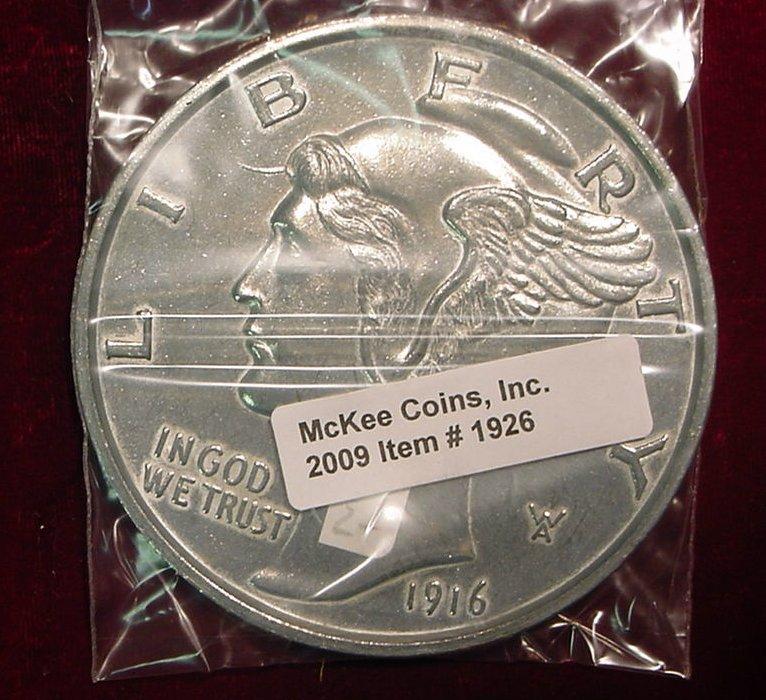 LIBERTY
IN GOD
WE TRUST
McKee Coins, Inc.
2009 Item # 1926
1916